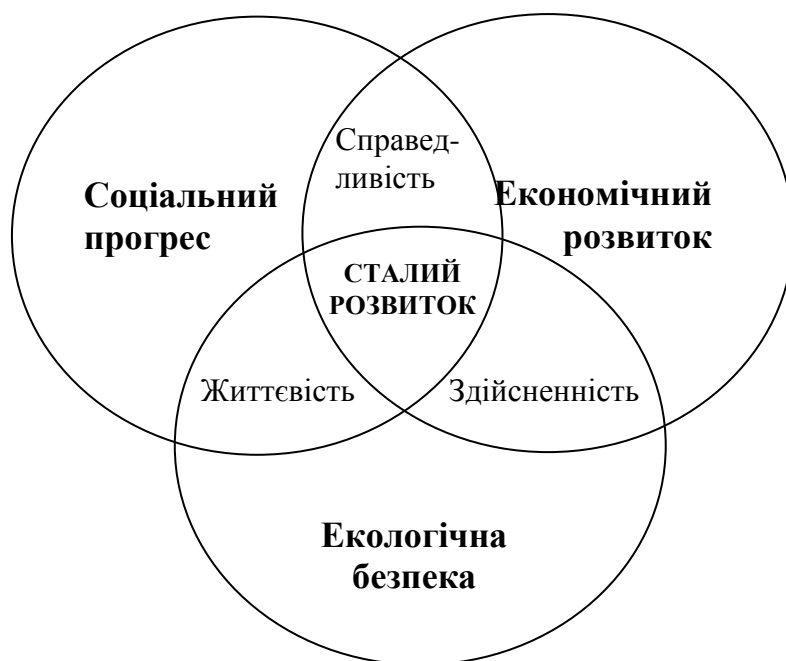 Справед-
ливість
Соціальний
прогрес
Економічний
розвиток
СТАЛИЙ
РОЗВИТОК
Життєвість
Здійсненність
Екологічна
безпека